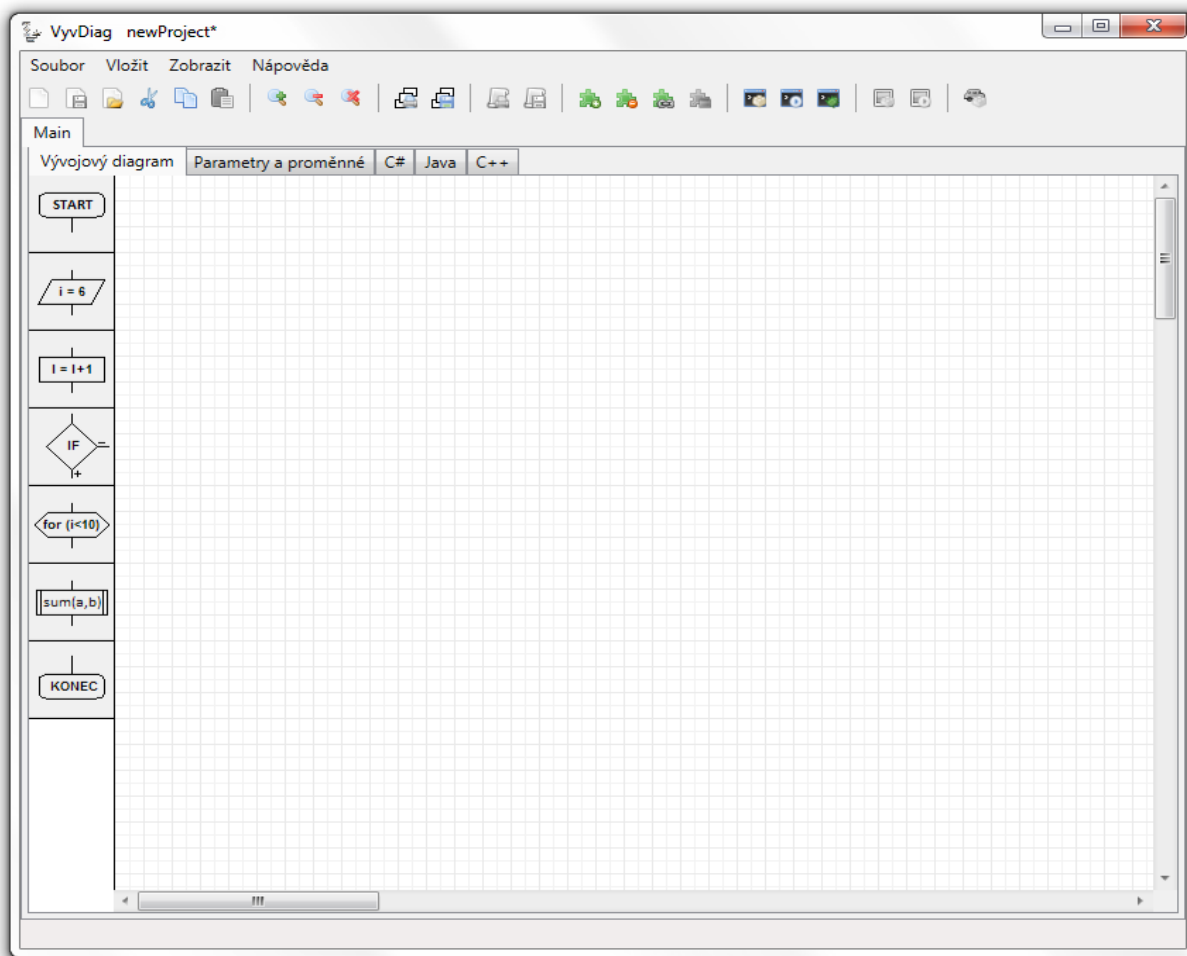 VyvDiag newProject*
Soubor Vložit Zobrazit Nápověda
Main
Vývojový diagram Parametry a proměnné C# Java C++
START
i = 6
I = I+1
IF
for (i<10)
sum(a,b)
KONEC